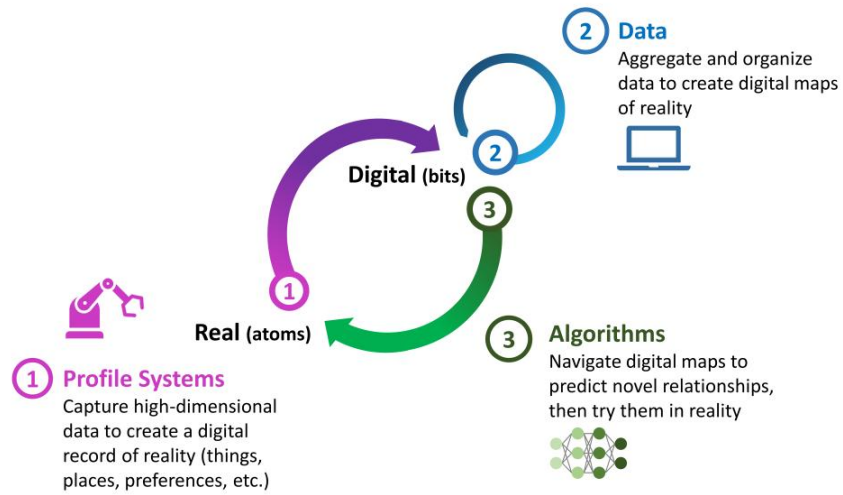 2 Data
Aggregate and organize
data to create digital maps
of reality
2
Digital (bits)
3
1
Real (atoms)
1 Profile Systems
Capture high-dimensional
data to create a digital
record of reality (things,
places, preferences, etc.)
3 Algorithms
Navigate digital maps to
predict novel relationships,
then try them in reality